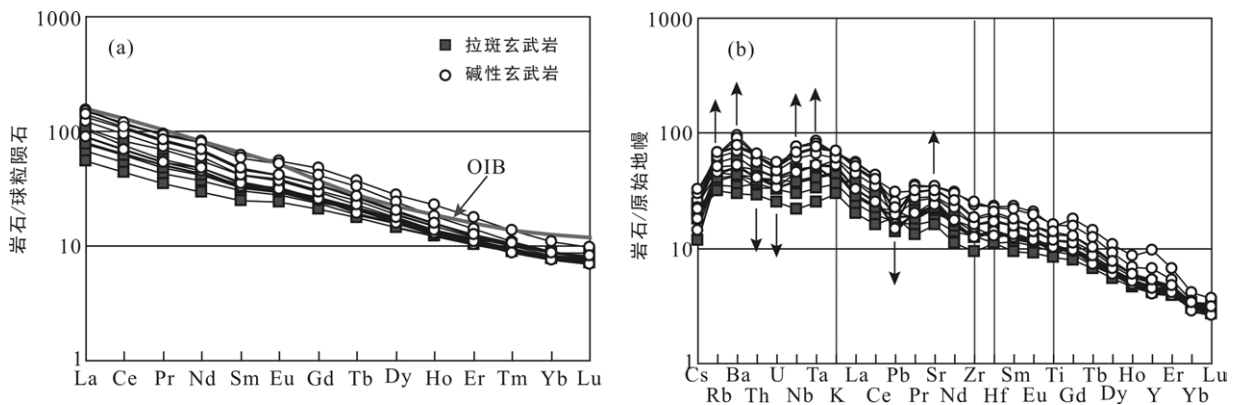 1000
(a)
拉斑玄武岩
碱性玄武岩
100
OIB
10
1
岩石/球粒陨石
La Ce Pr Nd Sm Eu Gd Tb Dy Ho Er Tm Yb Lu
1000
(b)
100
10
1
岩石/原始地幔
Cs Ba U Ta La Pb Sr Zr Sm Ti Tb Ho Er Lu
Rb Th Nb K Ce Pr Nd Hf Eu Gd Dy Y Yb